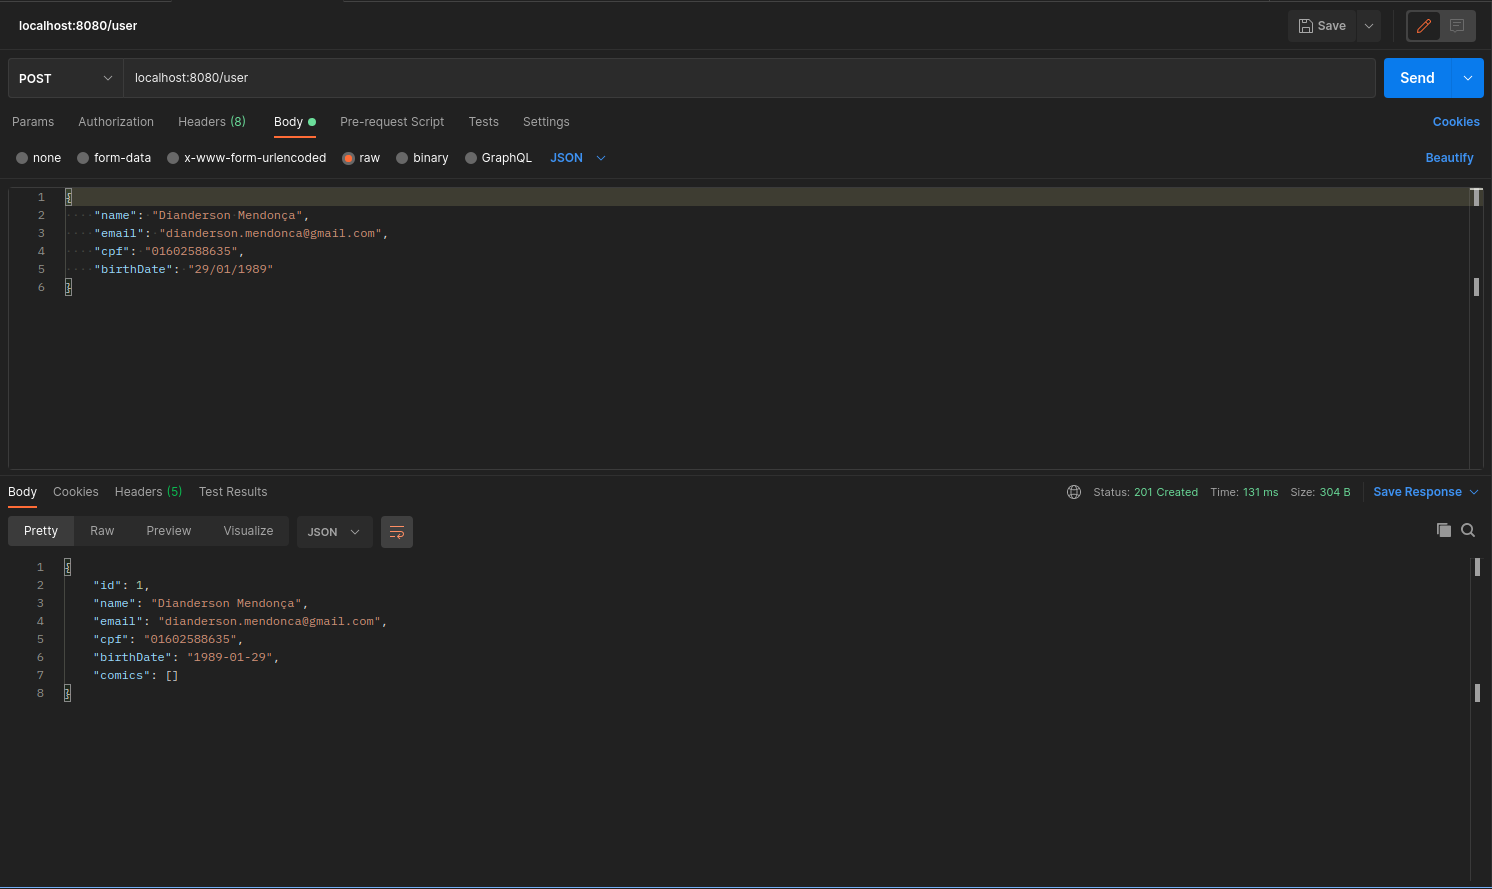 localhost:8080/user
Save
POST localhost:8080/user Send
Params Authorization Headers (8) Body Pre-request Script Tests Settings Cookies
none form-data x-www-form-urlencoded raw binary GraphQL JSON Beautify
1 {
2 "name": "Dianderson Mendonça",
3 "email": "dianderson.mendonca@gmail.com",
4 "cpf": "01602588635",
5 "birthDate": "29/01/1989"
6 }
Body Cookies Headers (5) Test Results Status: 201 Created Time: 131 ms Size: 304 B Save Response
Pretty Raw Preview Visualize JSON
1 {
2 "id": 1,
3 "name": "Dianderson Mendonça",
4 "email": "dianderson.mendonca@gmail.com",
5 "cpf": "01602588635",
6 "birthDate": "1989-01-29",
7 "comics": []
8 }